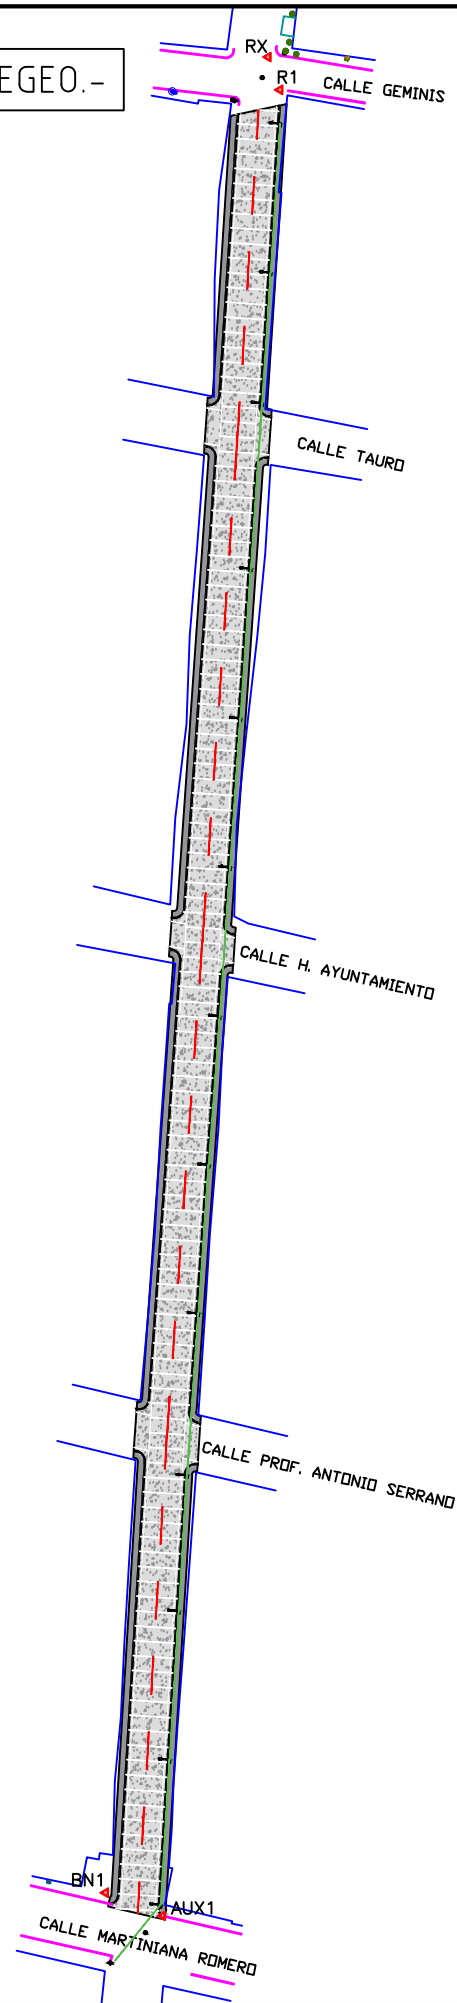 RX
EGEO.-
R1
CALLE GEMINIS
CALLE TAURO
CALLE H. AYUNTAMIENTO
CALLE PROF. ANTONIO SERRANO
BN1
AUX1
CALLE MARTINIANA ROMERO